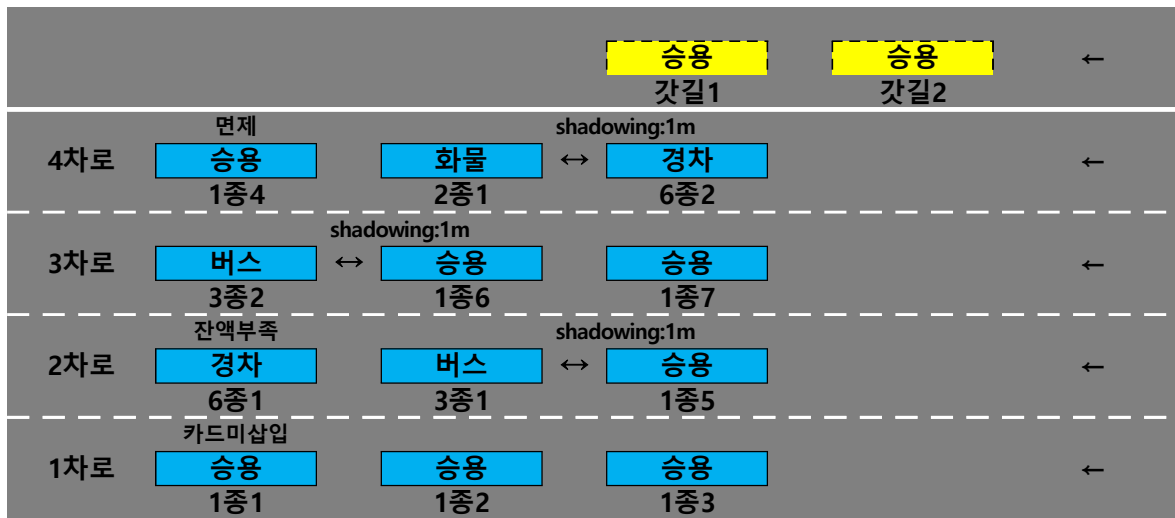 승용 승용 ←
갓길1 갓길2
면제 shadowing:1m
4차로 승용 화물 ↔ 경차 ←
1종4 2종1 6종2
shadowing:1m
3차로 버스 ↔ 승용 승용 ←
3종2 1종6 1종7
잔액부족 shadowing:1m
2차로 경차 버스 ↔ 승용 ←
6종1 3종1 1종5
카드미삽입
1차로 승용 승용 승용 ←
1종1 1종2 1종3